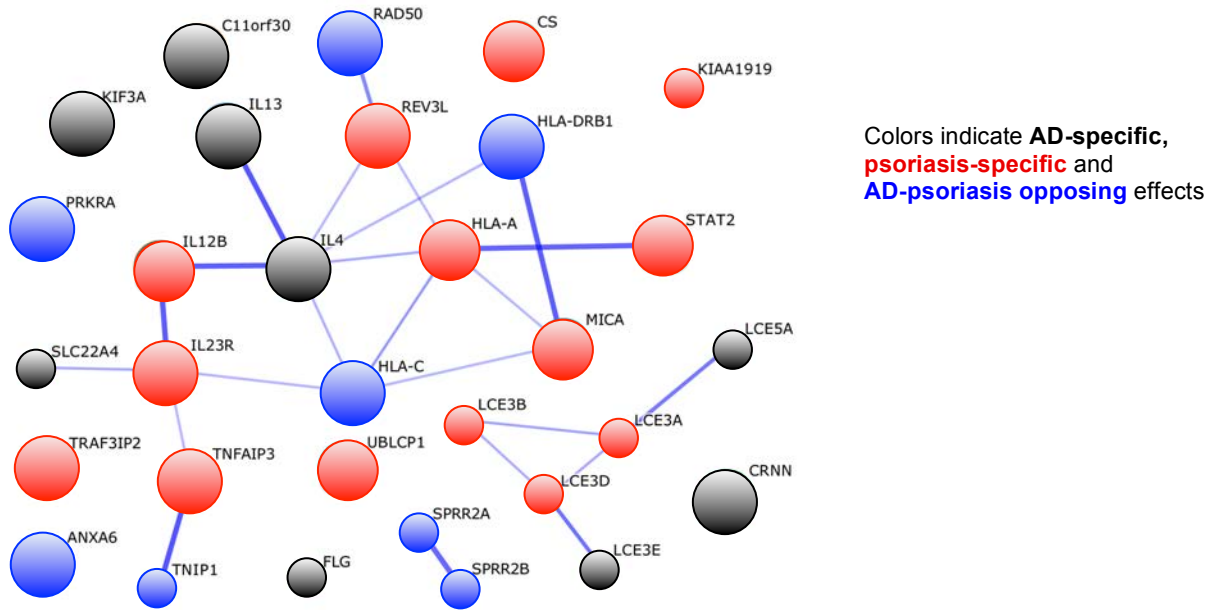 C11orf30
RAD50
CS
KIAA1919
KIF3A
IL13
REV3L
HLA-DRB1
Colors indicate AD-specific,
psoriasis-specific and
AD-psoriasis opposing effects
PRKRA
IL12B
IL4
HLA-A
STAT2
SLC22A4
IL23R
HLA-C
MICA
LCE5A
LCE3B
LCE3A
TRAF3IP2
TNFAIP3
UBLCP1
LCE3D
CRNN
ANXA6
TNIP1
FLG
SPRR2A
SPRR2B
LCE3E